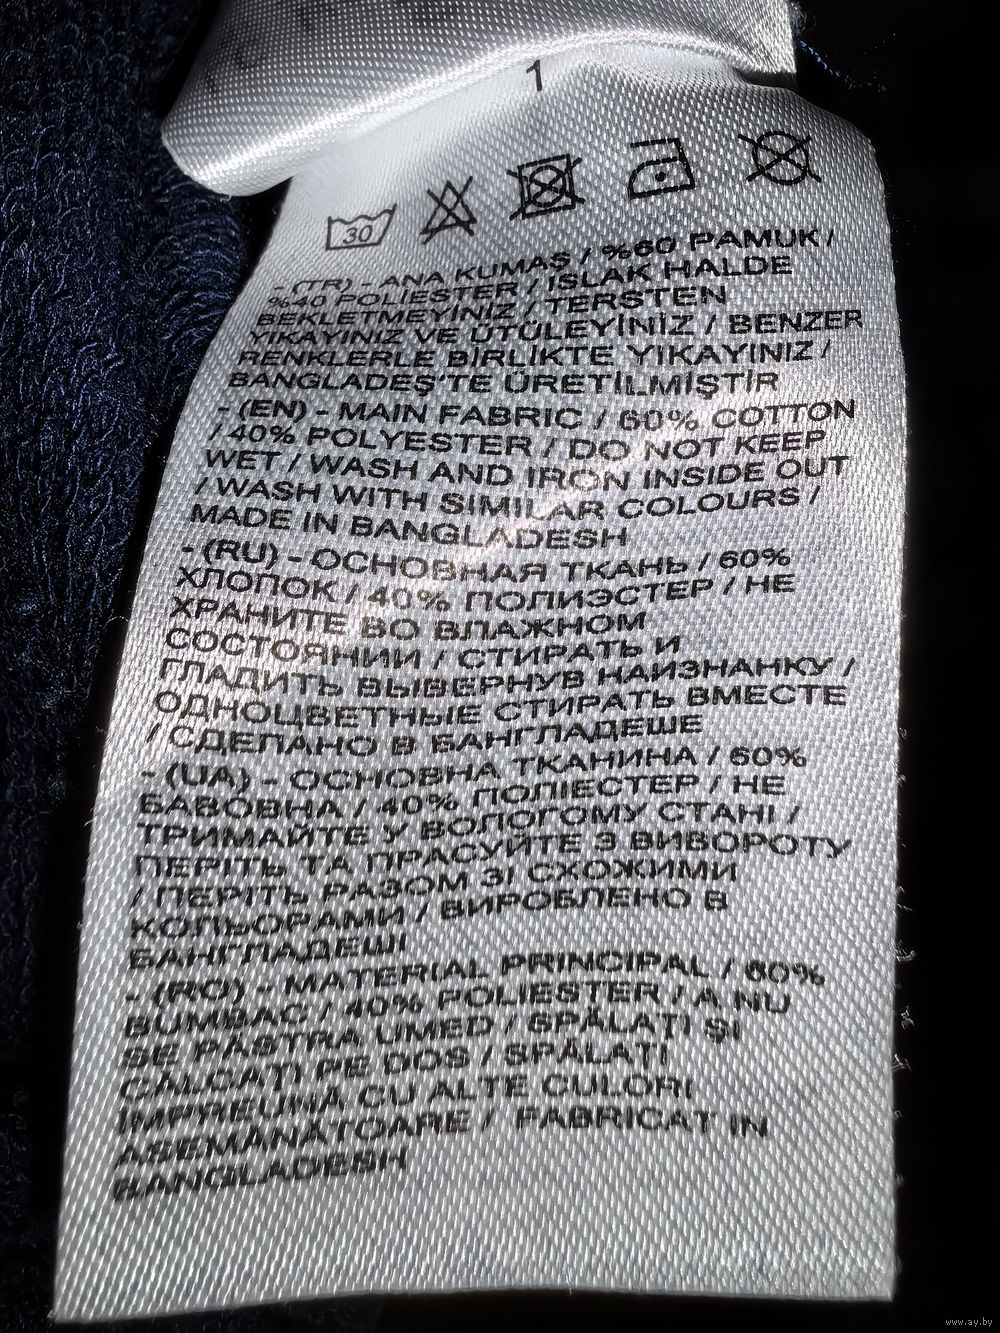 1
30
- (TR) - ANA KUMAŞ / %60 PAMUK /
%40 POLİESTER / ISLAK HALDE
BEKLETMEYİNİZ / TERSTEN
YIKAYINIZ VE ÜTÜLEYİNİZ / BENZER
RENKLERLE BİRLİKTE YIKAYINIZ /
BANGLADEŞ'TE ÜRETİLMİŞTİR
- (EN) - MAIN FABRIC / 60% COTTON
/ 40% POLYESTER / DO NOT KEEP
WET / WASH AND IRON INSIDE OUT
/ WASH WITH SIMILAR COLOURS /
MADE IN BANGLADESH
- (RU) - ОСНОВНАЯ ТКАНЬ / 60%
ХЛОПОК / 40% ПОЛИЭСТЕР / НЕ
ХРАНИТЕ ВО ВЛАЖНОМ
СОСТОЯНИИ / СТИРАТЬ И
ГЛАДИТЬ ВЫВЕРНУВ НАИЗНАНКУ /
ОДНОЦВЕТНЫЕ СТИРАТЬ ВМЕСТЕ
/ СДЕЛАНО В БАНГЛАДЕШЕ
- (UA) - ОСНОВНА ТКАНИНА / 60%
БАВОВНА / 40% ПОЛІЕСТЕР / НЕ
ТРИМАЙТЕ У ВОЛОГОМУ СТАНІ /
ПЕРІТЬ ТА ПРАСУЙТЕ З ВИВОРОТУ
/ ПЕРІТЬ РАЗОМ ЗІ СХОЖИМИ
КОЛЬОРАМИ / ВИРОБЛЕНО В
БАНГЛАДЕШІ
- (RO) - MATERIAL PRINCIPAL / 60%
BUMBAC / 40% POLIESTER / A NU
SE PĂSTRA UMED / SPĂLAȚI ȘI
CĂLCAȚI PE DOS / SPĂLAȚI
ÎMPREUNĂ CU ALTE CULORI
ASEMĂNĂTOARE / FABRICAT IN
BANGLADESH
www.ay.by